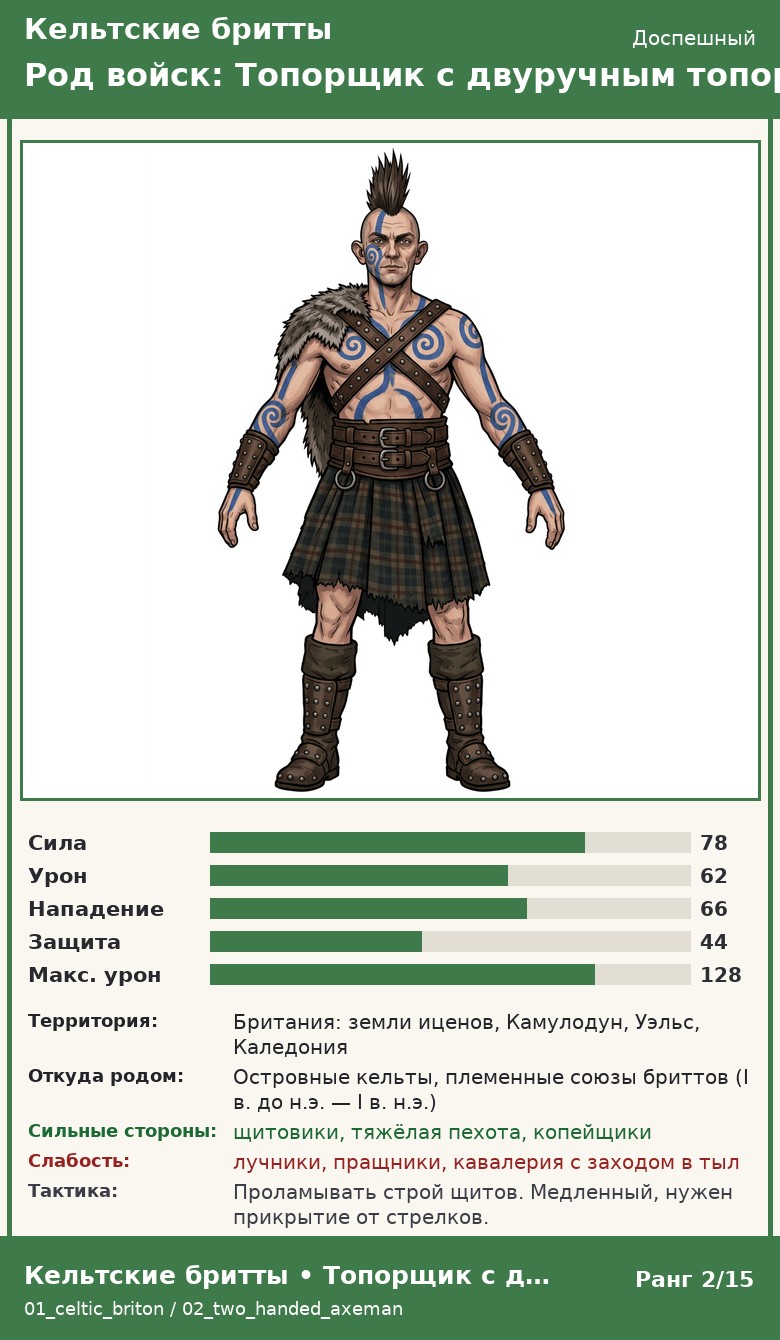 Кельтские бритты
Доспешный
Род войск: Топорщик с двуручным топор
Сила 78
Урон 62
Нападение 66
Защита 44
Макс. урон 128
Территория: Британия: земли иценов, Камулодун, Уэльс,
Каледония
Откуда родом: Островные кельты, племенные союзы бриттов (I
в. до н.э. — I в. н.э.)
Сильные стороны: щитовики, тяжёлая пехота, копейщики
Слабость: лучники, пращники, кавалерия с заходом в тыл
Тактика: Проламывать строй щитов. Медленный, нужен
прикрытие от стрелков.
Кельтские бритты • Топорщик с д...
Ранг 2/15
01_celtic_briton / 02_two_handed_axeman